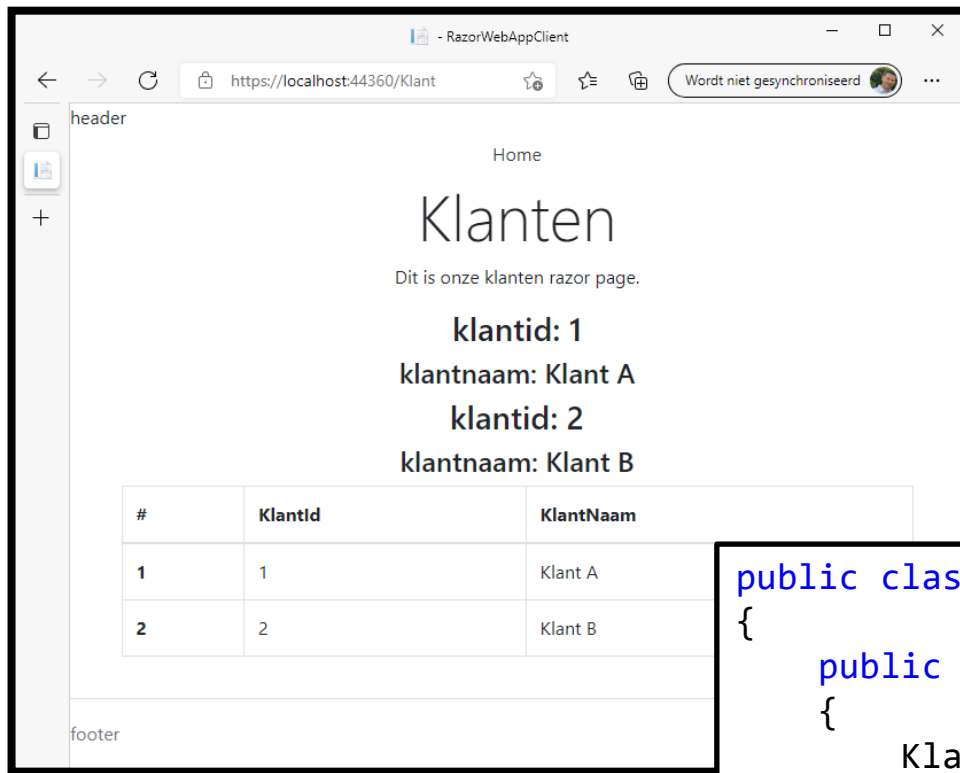 - RazorWebAppClient
https://localhost:44360/Klant
Wordt niet gesynchroniseerd
header
Home
Klanten
Dit is onze klanten razor page.
klantid: 1
klantnaam: Klant A
klantid: 2
klantnaam: Klant B
# KlantId KlantNaam
1 1 Klant A
2 2 Klant B
footer
public clas
{
public
{
Kla